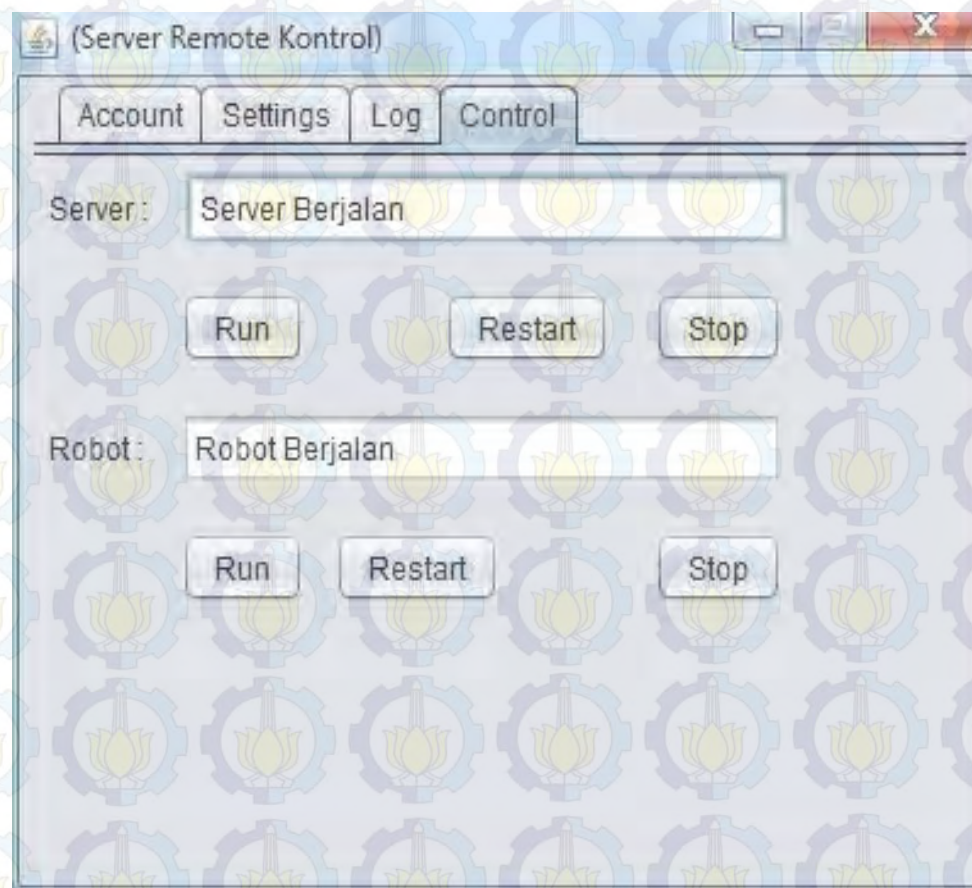 (Server Remote Kontrol)
Account Settings Log Control
Server : Server Berjalan
Run Restart Stop
Robot : Robot Berjalan
Run Restart Stop